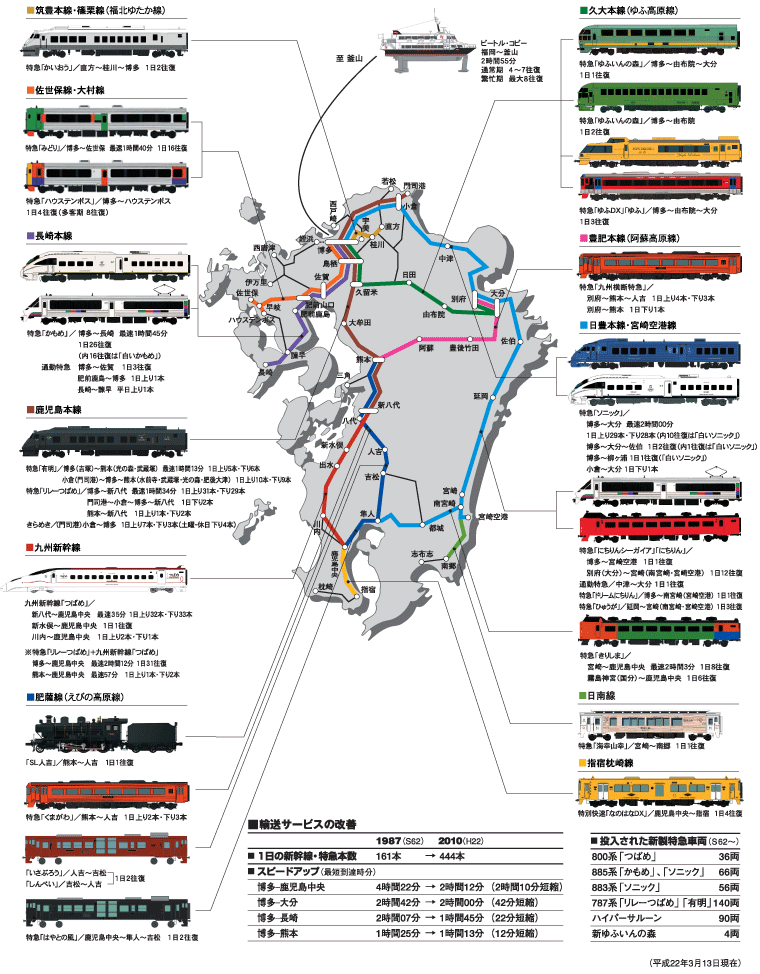 ■筑豊本線・篠栗線（福北ゆたか線）
特急「かいおう」／直方～桂川～博多　1日2往復
■佐世保線・大村線
特急「みどり」／博多～佐世保　最速1時間40分　1日16往復
特急「ハウステンボス」／博多～ハウステンボス
1日4往復（多客期 8往復）
■長崎本線
特急「かもめ」／博多～長崎　最速1時間45分
1日26往復
（内16往復は「白いかもめ」）
通勤特急　博多～佐賀　1日3往復
肥前鹿島～博多　1日上り1本
長崎～諫早　平日上り1本
■鹿児島本線
特急「有明」／博多（吉塚）～熊本（光の森・武蔵塚）　最速1時間13分　1日上り5本・下り6本
小倉（門司港）～博多～熊本（水前寺・武蔵塚・光の森・肥後大津）　1日上り10本・下り9本
特急「リレーつばめ」／博多～新八代　最速1時間34分　1日上り31本・下り29本
門司港～小倉～博多～新八代　1日下り2本
熊本～新八代　1日上り1本・下り2本
きらめき／（門司港）小倉～博多　1日上り7本・下り3本（土曜・休日下り4本）
■九州新幹線
九州新幹線「つばめ」／
新八代～鹿児島中央　最速35分　1日上り32本・下り33本
新水俣～鹿児島中央　1日1往復
川内～鹿児島中央　1日上り2本・下り1本
※特急「リレーつばめ」＋九州新幹線「つばめ」
博多～鹿児島中央　最速2時間12分　1日31往復
熊本～鹿児島中央　最速57分　1日上り1本・下り2本
■肥薩線（えびの高原線）
「SL人吉」／熊本～人吉　1日1往復
特急「くまがわ」／熊本～人吉　1日上り2本・下り3本
「いさぶろう」／人吉～吉松
「しんぺい」／吉松～人吉
1日2往復
特急「はやとの風」／鹿児島中央～隼人～吉松　1日2往復
至 釜山
ビートル・コビー
福岡～釜山
2時間55分
通常期　4～7往復
繁忙期　最大8往復
若松
門司港
小倉
西戸崎
宇美
直方
姪浜
博多
桂川
西唐津
中津
鳥栖
伊万里
佐賀
日田
佐世保
久留米
別府
大分
早岐
肥前山口
由布院
ハウステンボス
肥前鹿島
大牟田
佐伯
諫早
阿蘇
豊後竹田
長崎
熊本
三角
延岡
新八代
八代
新水俣
人吉
出水
吉松
宮崎
南宮崎
宮崎空港
川内
隼人
都城
鹿児島中央
志布志
南郷
枕崎
指宿
■久大本線（ゆふ高原線）
特急「ゆふいんの森」／博多～由布院～大分
1日1往復
特急「ゆふいんの森」／博多～由布院
1日2往復
特急「ゆふDX」「ゆふ」／博多～由布院～大分
1日3往復
■豊肥本線（阿蘇高原線）
特急「九州横断特急」／
別府～熊本～人吉　1日上り4本・下り3本
別府～熊本　1日下り1本
■日豊本線・宮崎空港線
特急「ソニック」／
博多～大分　最速2時間00分
1日上り29本・下り28本（内10往復は「白いソニック」）
博多～大分～佐伯　1日2往復（内1往復は「白いソニック」）
博多～柳ヶ浦 1日1往復（「白いソニック」）
小倉～大分　1日下り1本
特急「にちりんシーガイア」「にちりん」／
博多～宮崎空港　1日1往復
別府（大分）～宮崎（南宮崎・宮崎空港）　1日12往復
通勤特急／中津～大分　1日1往復
特急「ドリームにちりん」／博多～南宮崎（宮崎空港）　1日1往復
特急「ひゅうが」／延岡～宮崎（南宮崎・宮崎空港）　1日3往復
特急「きりしま」／
宮崎～鹿児島中央　最速2時間3分　1日8往復
霧島神宮（国分）～鹿児島中央　1日6往復
■日南線
特急「海幸山幸」／宮崎～南郷　1日1往復
■指宿枕崎線
特別快速「なのはなDX」／鹿児島中央～指宿　1日4往復
■輸送サービスの改善
1987（S62）　2010（H22）
■1日の新幹線・特急本数　161本　→　444本
■スピードアップ（最短到達時分）
博多―鹿児島中央　4時間22分　→　2時間12分（2時間10分短縮）
博多―大分　2時間42分　→　2時間00分（42分短縮）
博多―長崎　2時間07分　→　1時間45分（22分短縮）
博多―熊本　1時間25分　→　1時間13分（12分短縮）
■投入された新製特急車両（S62～）
800系「つばめ」　36両
885系「かもめ」、「ソニック」　66両
883系「ソニック」　56両
787系「リレーつばめ」「有明」　140両
ハイパーサルーン　90両
新ゆふいんの森　4両
（平成22年3月13日現在）